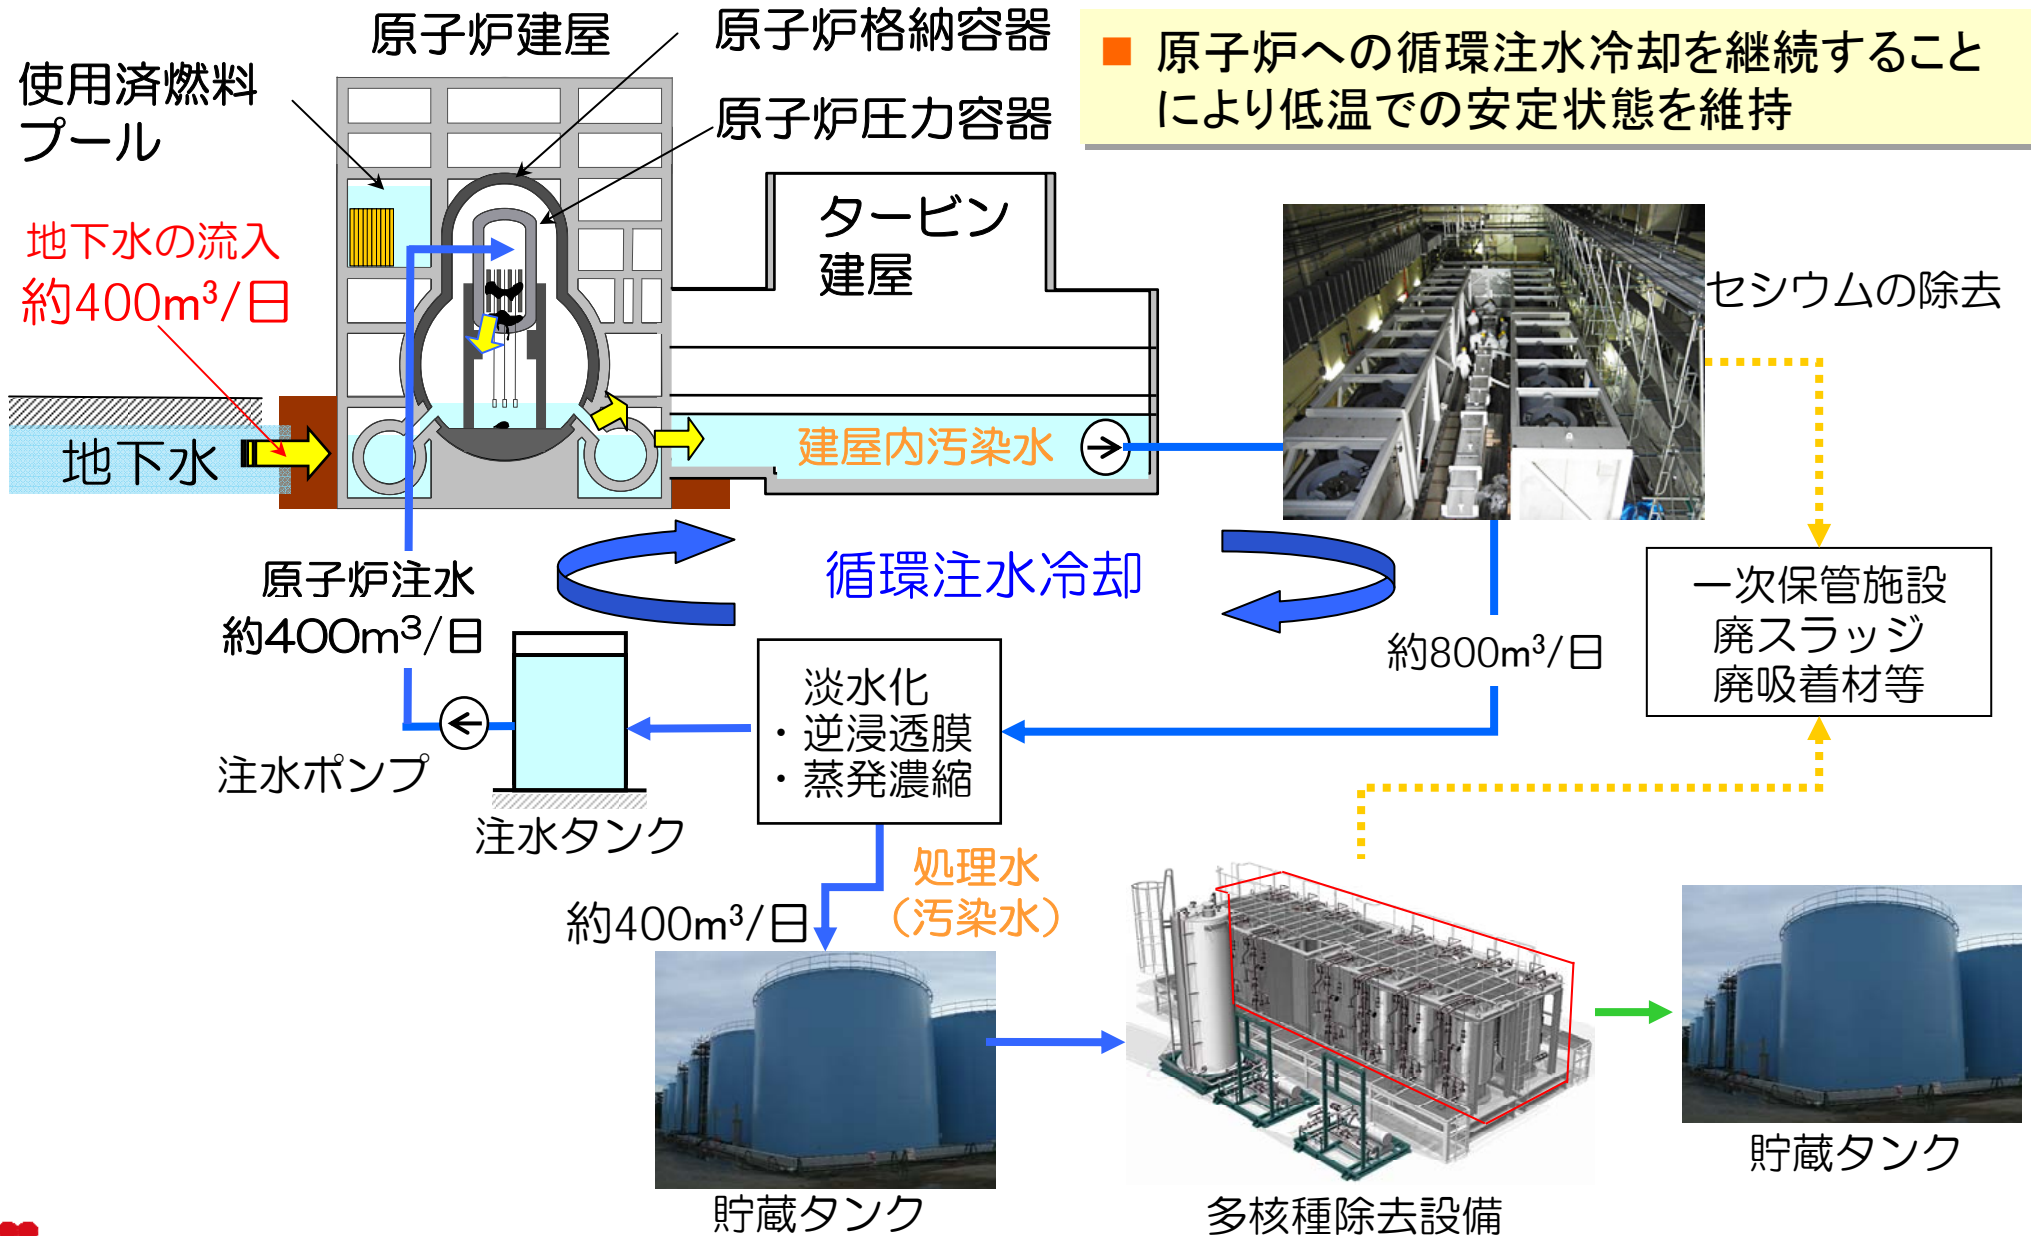 原子炉建屋
原子炉格納容器
■ 原子炉への循環注水冷却を継続すること
により低温での安定状態を維持
使用済燃料
プール
原子炉圧力容器
地下水の流入
約400m³/日
タービン
建屋
セシウムの除去
地下水
建屋内汚染水
原子炉注水
約400m³/日
循環注水冷却
一次保管施設
廃スラッジ
廃吸着材等
約800m³/日
淡水化
・逆浸透膜
・蒸発濃縮
注水ポンプ
注水タンク
処理水
(汚染水)
約400m³/日
貯蔵タンク
多核種除去設備
貯蔵タンク